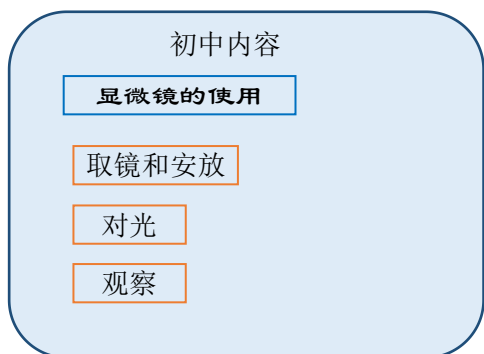 初中内容
显微镜的使用
取镜和安放
对光
观察